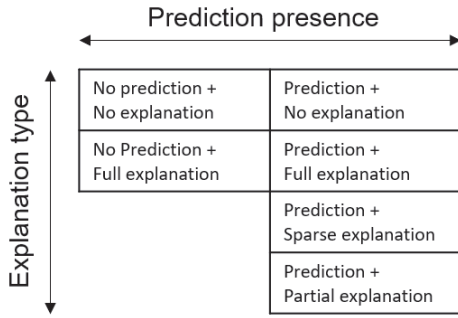 Prediction presence
Explanation type
No prediction +
No explanation
Prediction +
No explanation
No Prediction +
Full explanation
Prediction +
Full explanation
Prediction +
Sparse explanation
Prediction +
Partial explanation